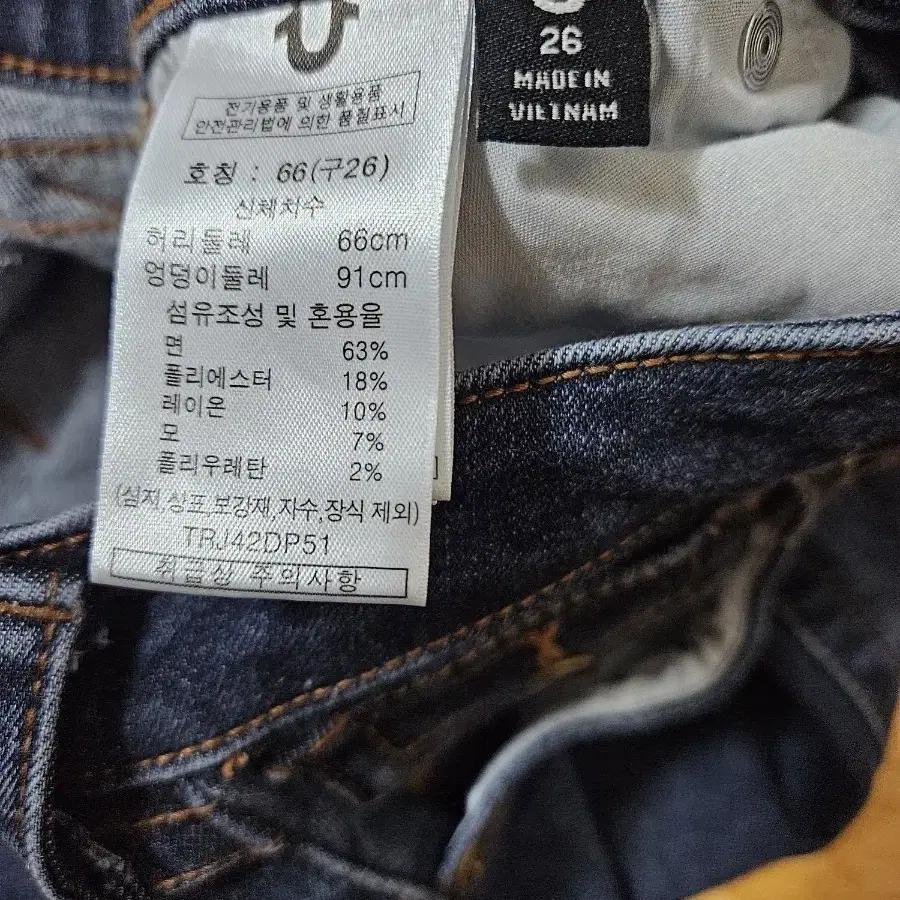 전기용품 및 생활용품
안전관리법에 의한 품질표시
호칭 : 66(구26)
신체치수
허리둘레 66cm
엉덩이둘레 91cm
섬유조성 및 혼용율
면 63%
폴리에스터 18%
레이온 10%
모 7%
폴리우레탄 2%
(심지,상표,보강재,자수,장식 제외)
TRJ42DP51
취급상 주의사항
26
MADE IN
VIETNAM